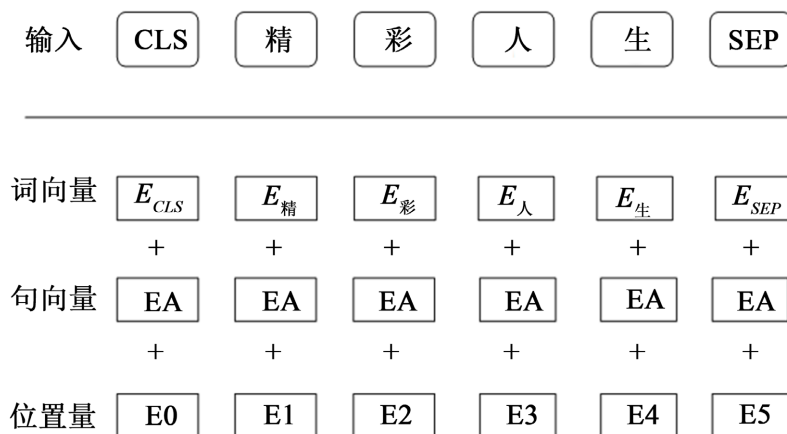 输入 CLS 精 彩 人 生 SEP
词向量 E_CLS E_精 E_彩 E_人 E_生 E_SEP
+ + + + + +
句向量 EA EA EA EA EA EA
+ + + + + +
位置量 E0 E1 E2 E3 E4 E5